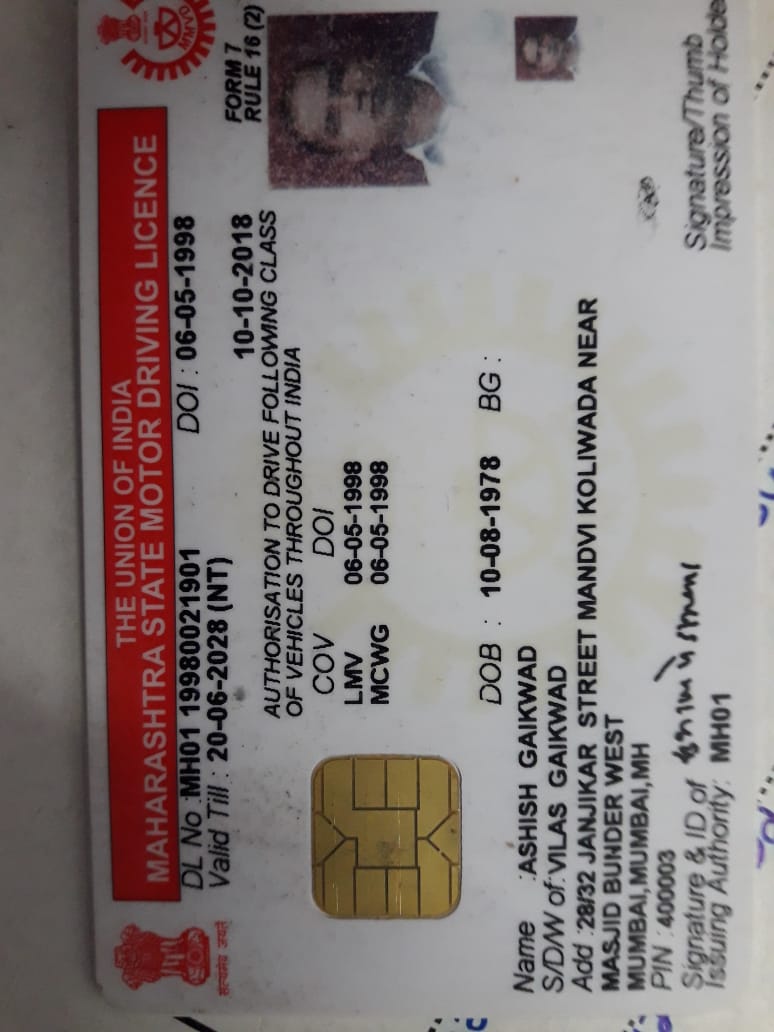 THE UNION OF INDIA
MAHARASHTRA STATE MOTOR DRIVING LICENCE
सत्यमेव जयते
MMVD
DL No :MH01 19980021901 DOI : 06-05-1998
Valid Till : 20-06-2028 (NT)
10-10-2018
FORM 7
RULE 16 (2)
AUTHORISATION TO DRIVE FOLLOWING CLASS
OF VEHICLES THROUGHOUT INDIA
COV DOI
LMV 06-05-1998
MCWG 06-05-1998
DOB : 10-08-1978 BG :
Name :ASHISH GAIKWAD
S/D/W of:VILAS GAIKWAD
Add :28/32 JANJIKAR STREET MANDVI KOLIWADA NEAR
MASJID BUNDER WEST
MUMBAI,MUMBAI,MH
PIN :400003
Signature & ID of
Issuing Authority: MH01
Signature/Thumb
Impression of Holde